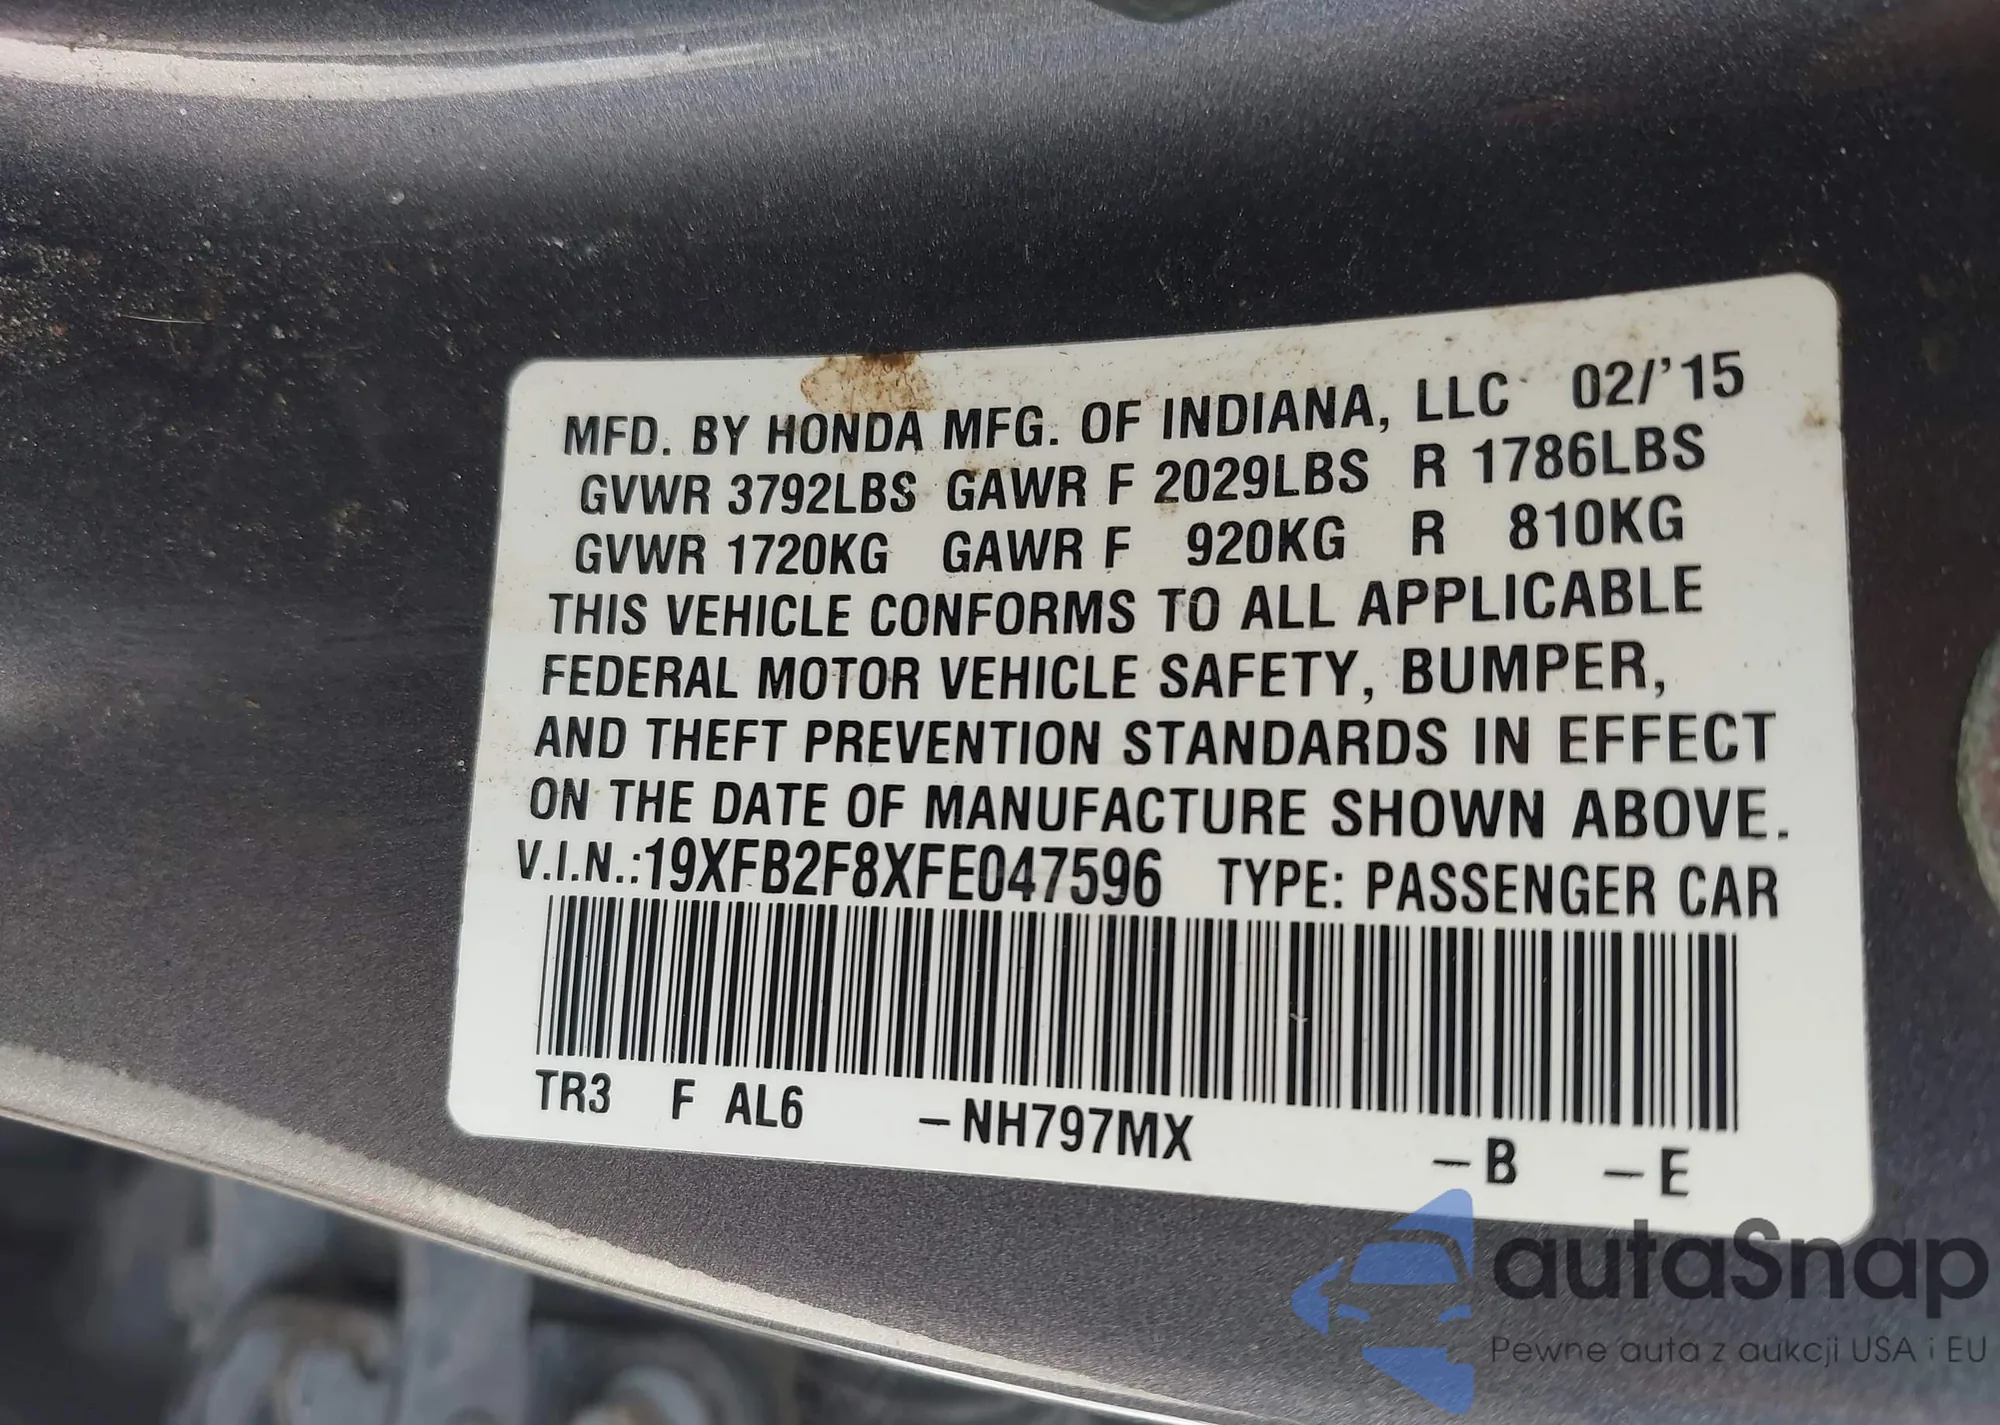 MFD. BY HONDA MFG. OF INDIANA, LLC 02/'15
GVWR 3792LBS GAWR F 2029LBS R 1786LBS
GVWR 1720KG GAWR F 920KG R 810KG
THIS VEHICLE CONFORMS TO ALL APPLICABLE
FEDERAL MOTOR VEHICLE SAFETY, BUMPER,
AND THEFT PREVENTION STANDARDS IN EFFECT
ON THE DATE OF MANUFACTURE SHOWN ABOVE.
V.I.N.:19XFB2F8XFE047596 TYPE: PASSENGER CAR
TR3 F AL6 -NH797MX -B -E
autaSnap
Pewne auta z aukcji USA i EU